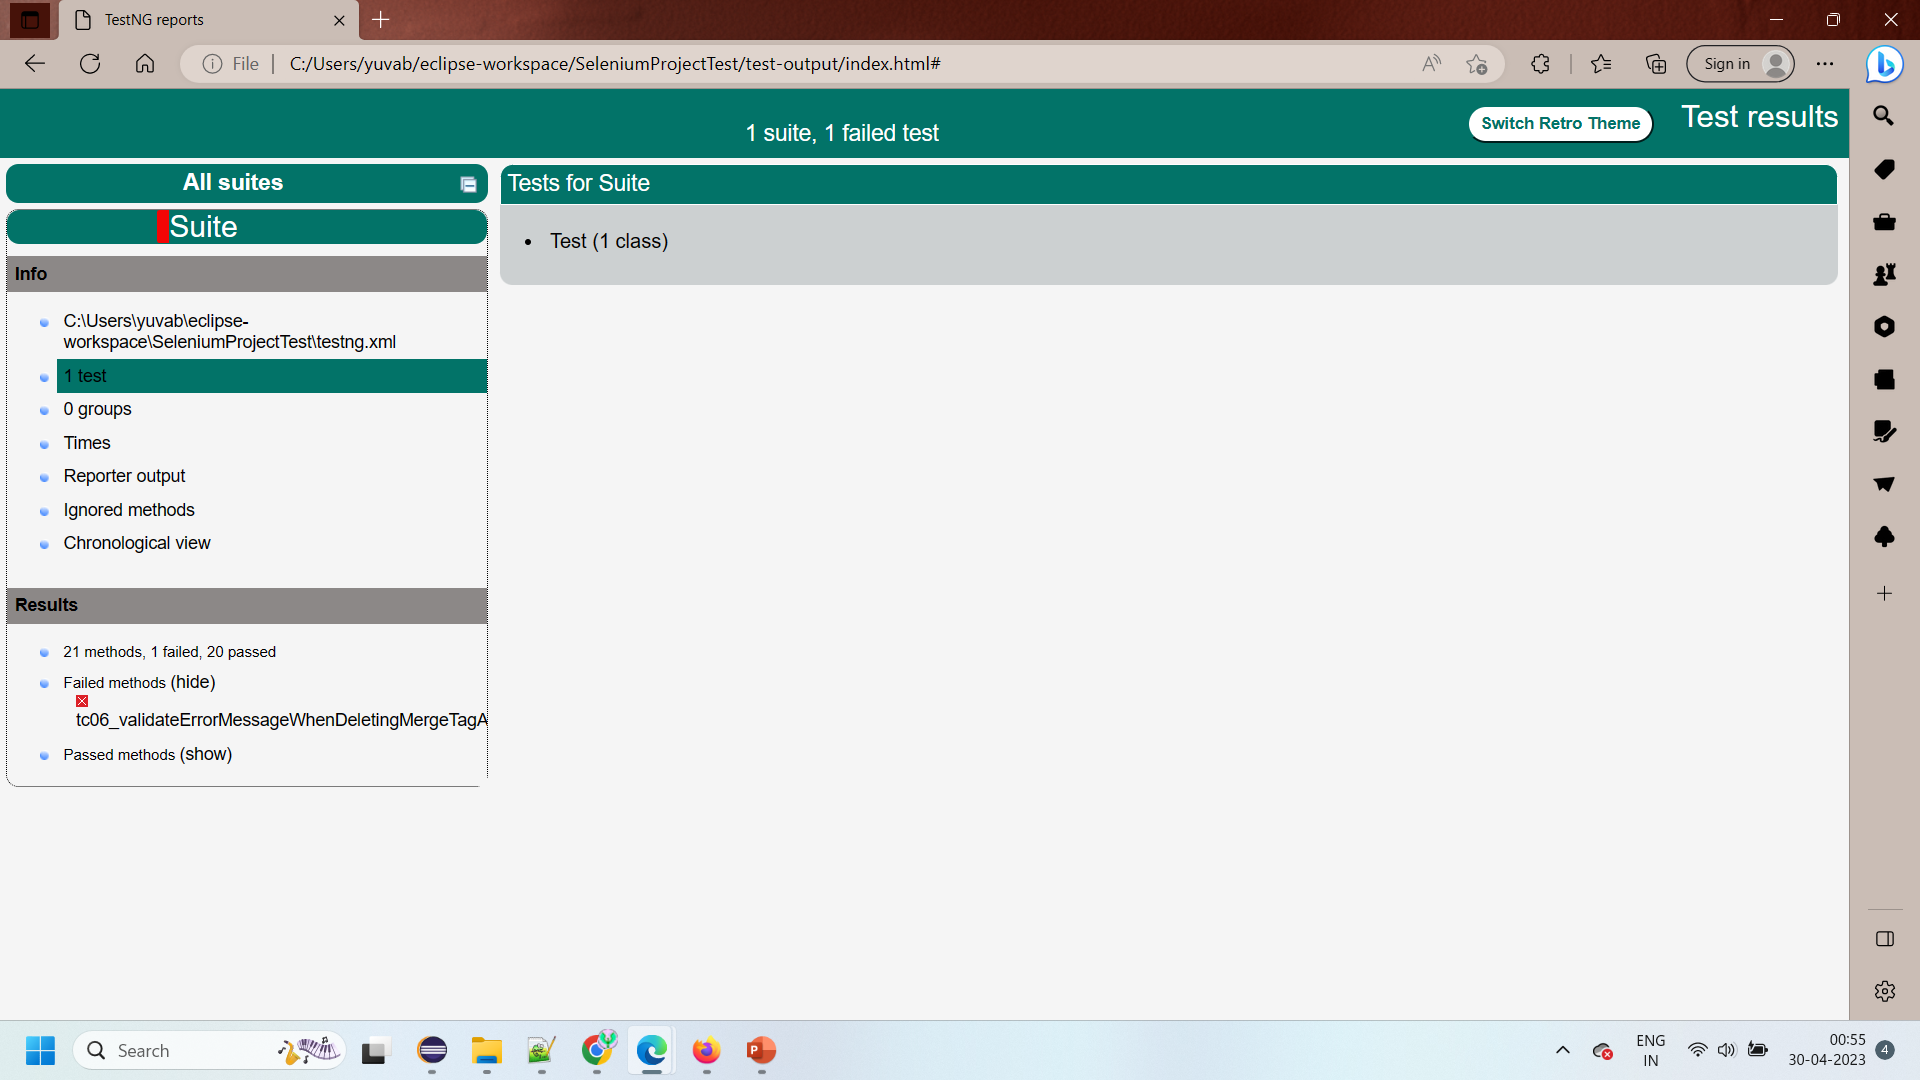 TestNG reports
File
C:/Users/yuvab/eclipse-workspace/SeleniumProjectTest/test-output/index.html#
Sign in
1 suite, 1 failed test
Switch Retro Theme
Test results
All suites
Suite
Info
C:\Users\yuvab\eclipse-
workspace\SeleniumProjectTest\testng.xml
1 test
0 groups
Times
Reporter output
Ignored methods
Chronological view
Results
21 methods, 1 failed, 20 passed
Failed methods (hide)
tc06_validateErrorMessageWhenDeletingMergeTagA
Passed methods (show)
Tests for Suite
Test (1 class)
Search
ENG
IN
00:55
30-04-2023
4